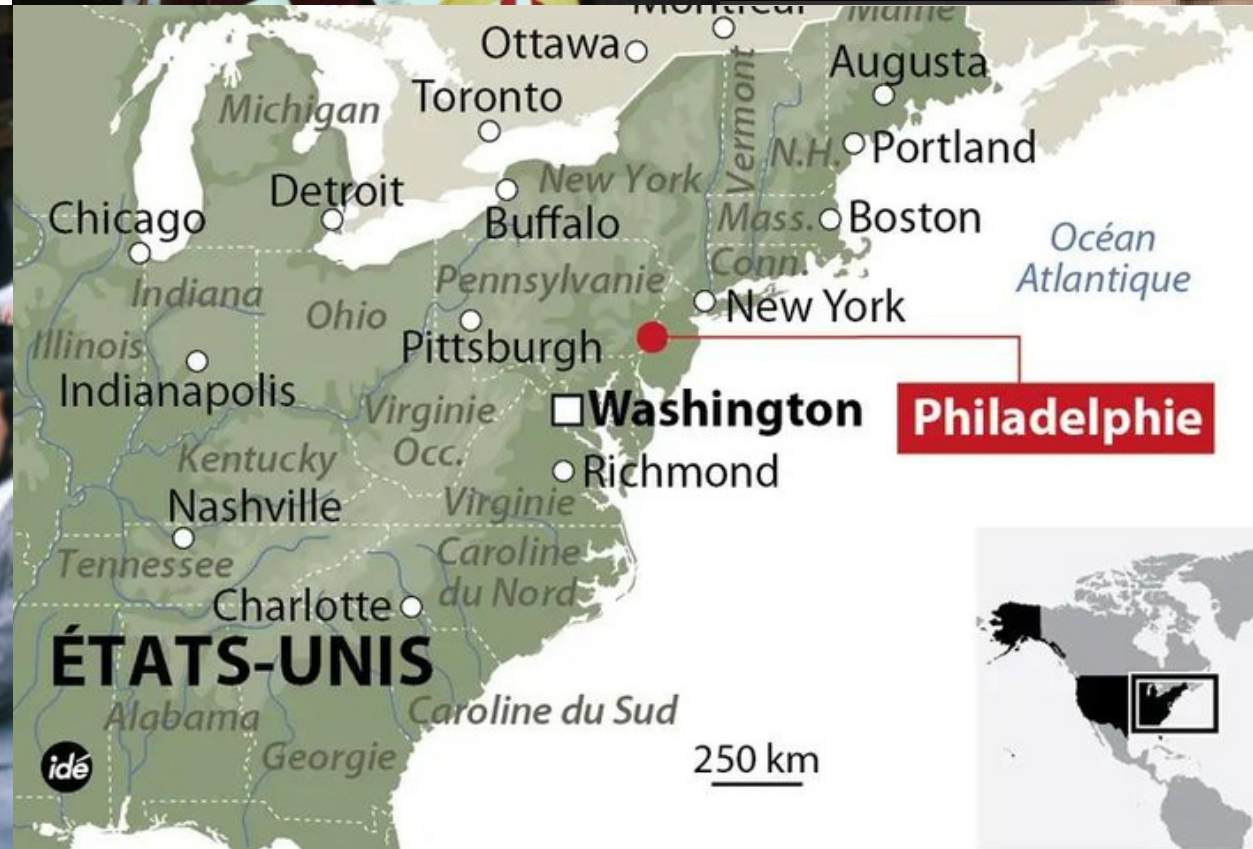 Montréal
Maine
Ottawa
Augusta
Toronto
Michigan
Vermont
N.H.
Portland
Detroit
New York
Chicago
Buffalo
Mass.
Boston
Conn.
Océan
Atlantique
Indiana
Pennsylvanie
Ohio
New York
Illinois
Pittsburgh
Indianapolis
Virginie
Occ.
Washington
Philadelphie
Kentucky
Richmond
Nashville
Virginie
Tennessee
Caroline
du Nord
Charlotte
ÉTATS-UNIS
Alabama
Caroline du Sud
Georgie
250 km
idé